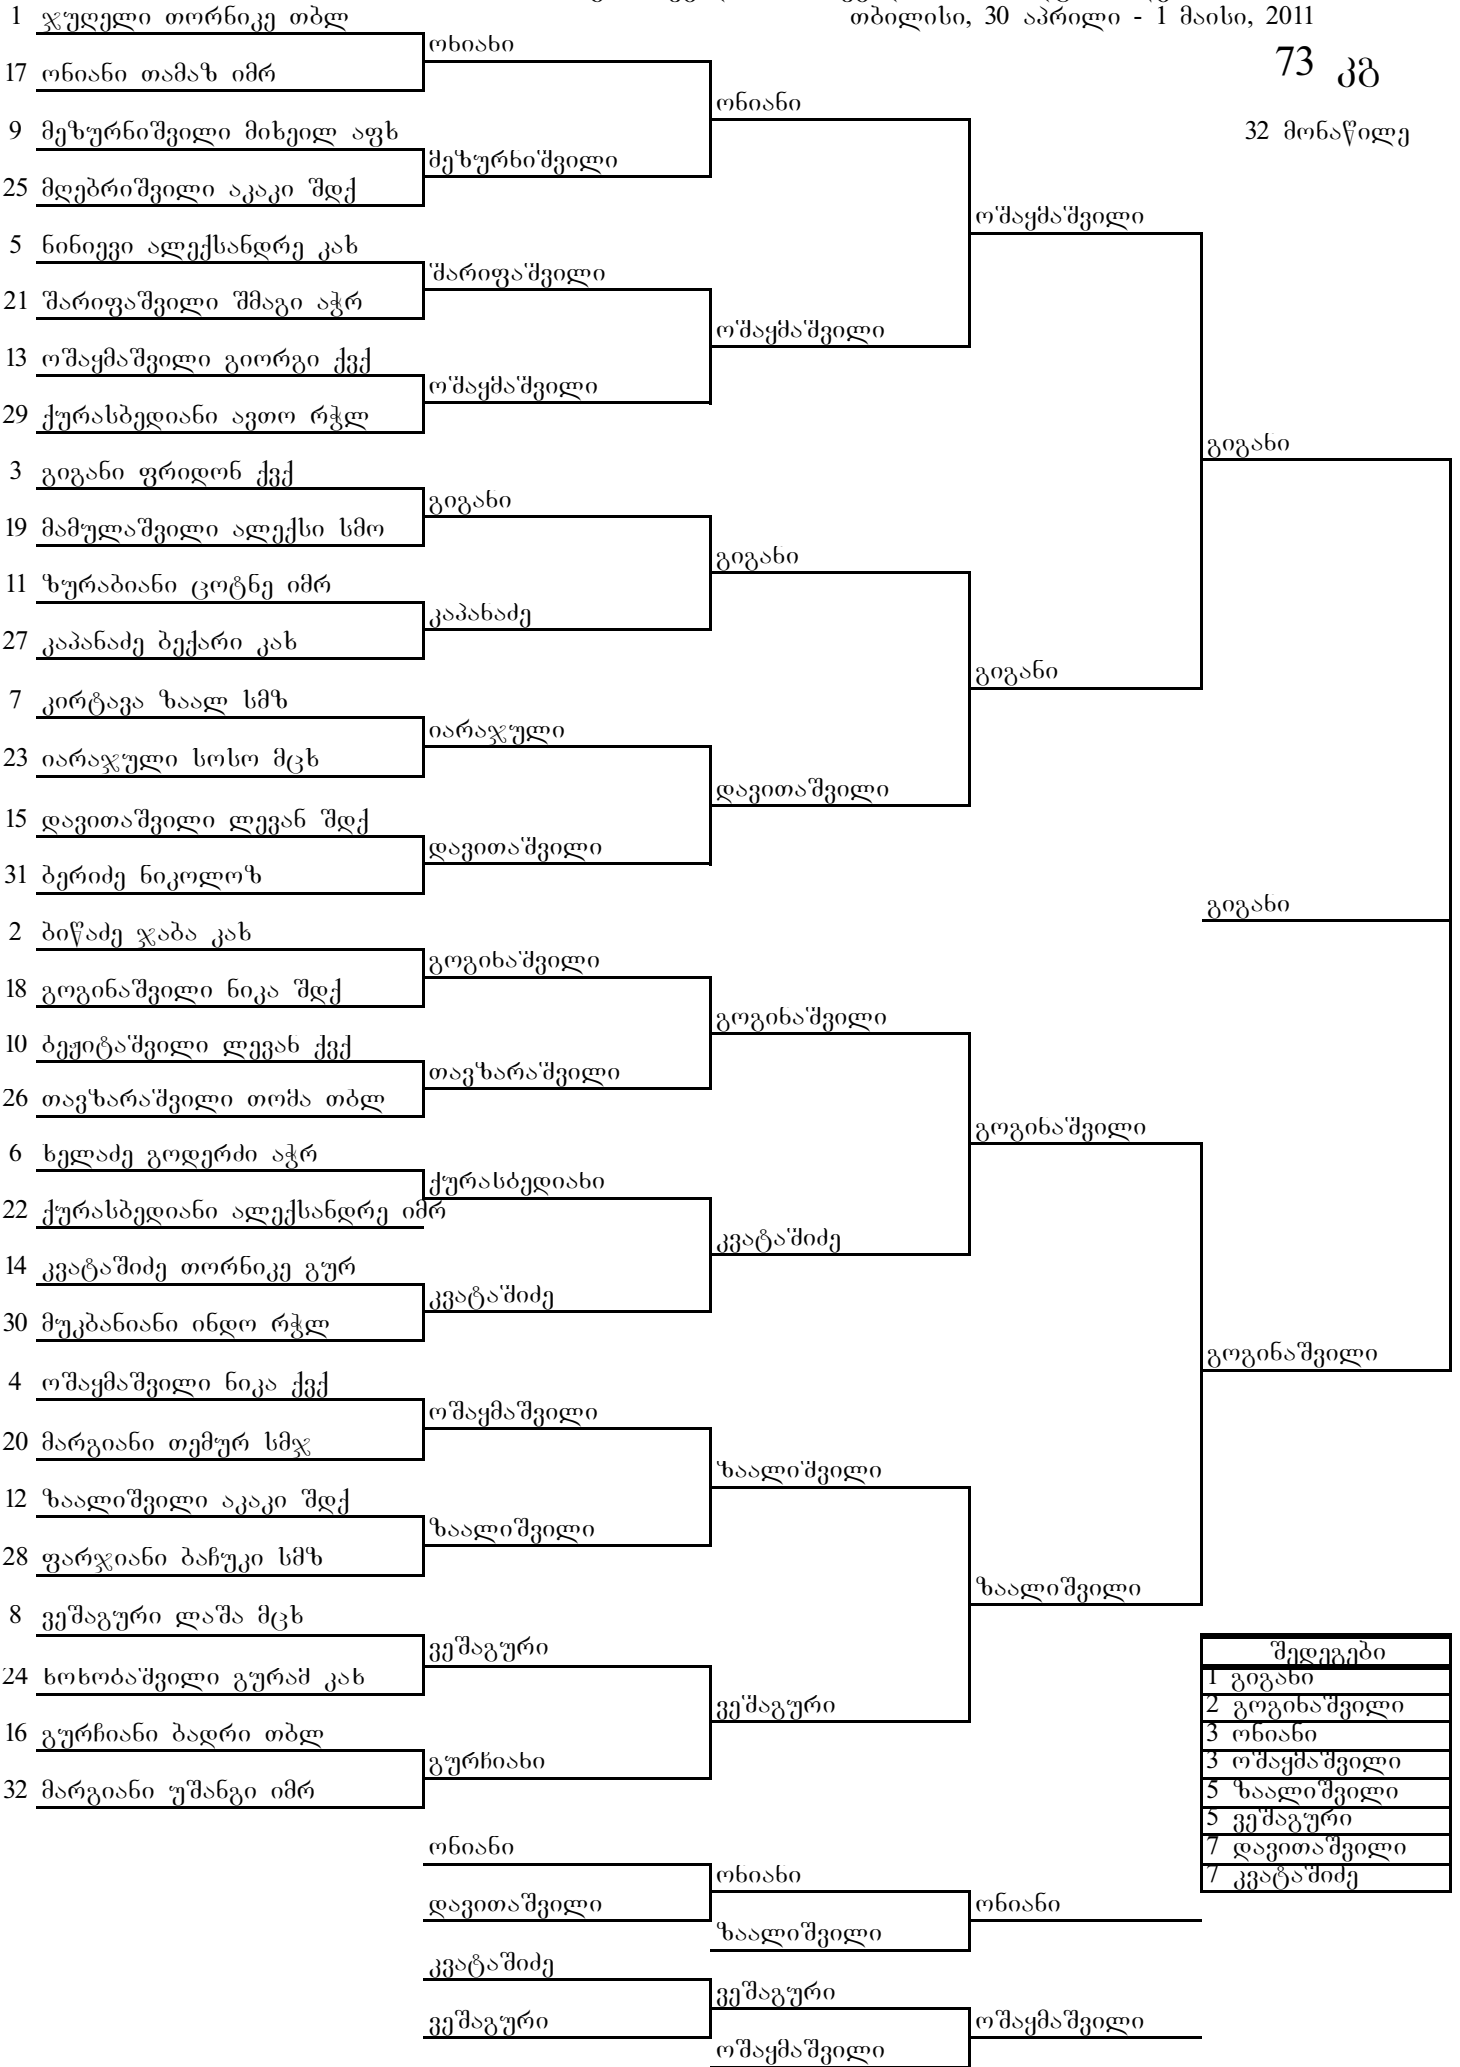 თბილისი, 30 აპრილი - 1 მაისი, 2011
73 კგ
32 მონაწილე
1 ჯუღელი თორნიკე თბლ
17 ონიანი თამაზ იმრ
9 მეზურნიშვილი მიხეილ აფხ
25 მღებრიშვილი აკაკი შდქ
5 ნინიევი ალექსანდრე კახ
21 შარიფაშვილი შმაგი აჭრ
13 ოშაყმაშვილი გიორგი ქვქ
29 ქურასბედიანი ავთო რჭლ
3 გიგანი ფრიდონ ქვქ
19 მამულაშვილი ალექსი სმო
11 ზურაბიანი ცოტნე იმრ
27 კაპანაძე ბექარი კახ
7 კირტავა ზაალ სმზ
23 იარაჯული სოსო მცხ
15 დავითაშვილი ლევან შდქ
31 ბერიძე ნიკოლოზ
2 ბიწაძე ჯაბა კახ
18 გოგინაშვილი ნიკა შდქ
10 ბეჟიტაშვილი ლევან ქვქ
26 თავზარაშვილი თომა თბლ
6 ხელაძე გოდერძი აჭრ
22 ქურასბედიანი ალექსანდრე იმრ
14 კვატაშიძე თორნიკე გურ
30 მუკბანიანი ინდო რჭლ
4 ოშაყმაშვილი ნიკა ქვქ
20 მარგიანი თემურ სმჯ
12 ზაალიშვილი აკაკი შდქ
28 ფარჯიანი ბაჩუკი სმზ
8 ვეშაგური ლაშა მცხ
24 ხოხობაშვილი გურამ კახ
16 გურჩიანი ბადრი თბლ
32 მარგიანი უშანგი იმრ
ონიანი
მეზურნიშვილი
შარიფაშვილი
ოშაყმაშვილი
გიგანი
კაპანაძე
იარაჯული
დავითაშვილი
გოგინაშვილი
თავზარაშვილი
ქურასბედიანი
კვატაშიძე
ოშაყმაშვილი
ზაალიშვილი
ვეშაგური
გურჩიანი
ონიანი
ოშაყმაშვილი
გიგანი
დავითაშვილი
გოგინაშვილი
კვატაშიძე
ზაალიშვილი
ვეშაგური
ოშაყმაშვილი
გიგანი
გოგინაშვილი
ზაალიშვილი
გიგანი
გიგანი
გოგინაშვილი
შედეგები
1 გიგანი
2 გოგინაშვილი
3 ონიანი
3 ოშაყმაშვილი
5 ზაალიშვილი
5 ვეშაგური
7 დავითაშვილი
7 კვატაშიძე
ონიანი
დავითაშვილი
კვატაშიძე
ვეშაგური
ონიანი
ზაალიშვილი
ვეშაგური
ოშაყმაშვილი
ონიანი
ოშაყმაშვილი